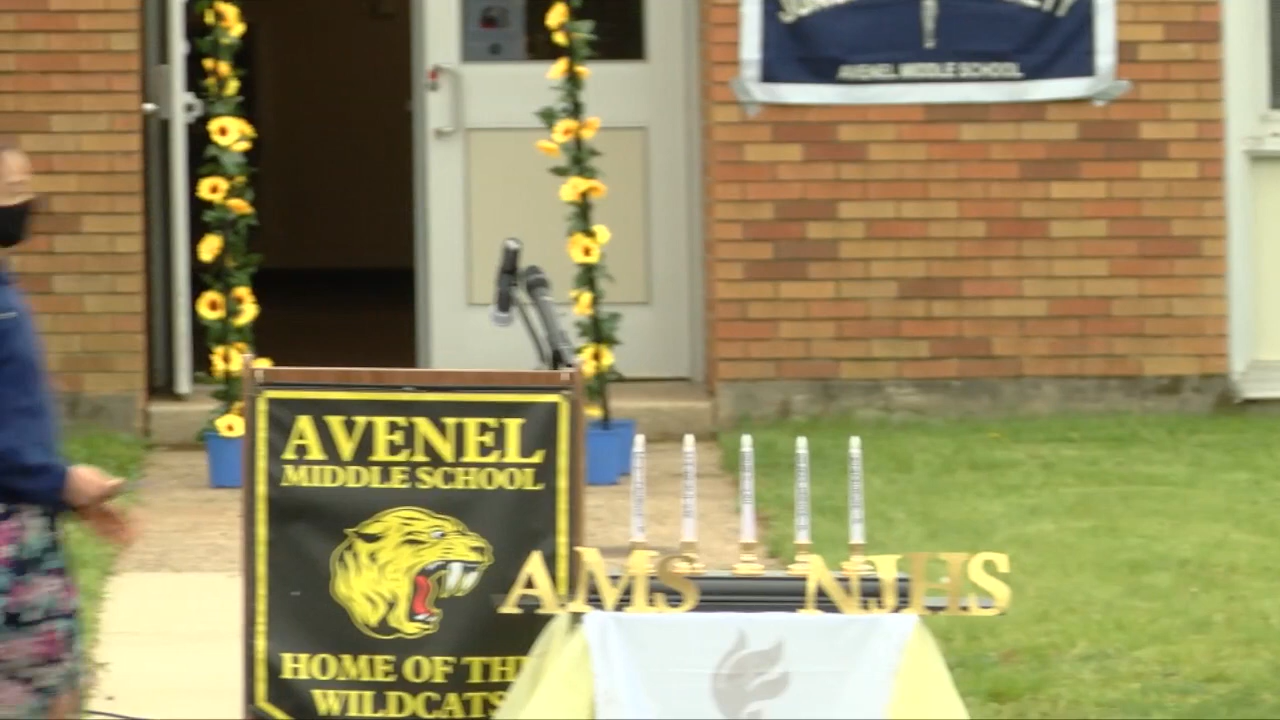 AVENEL MIDDLE SCHOOL
AVENEL
MIDDLE SCHOOL
HOME OF THE
WILDCATS
AMS NJHS